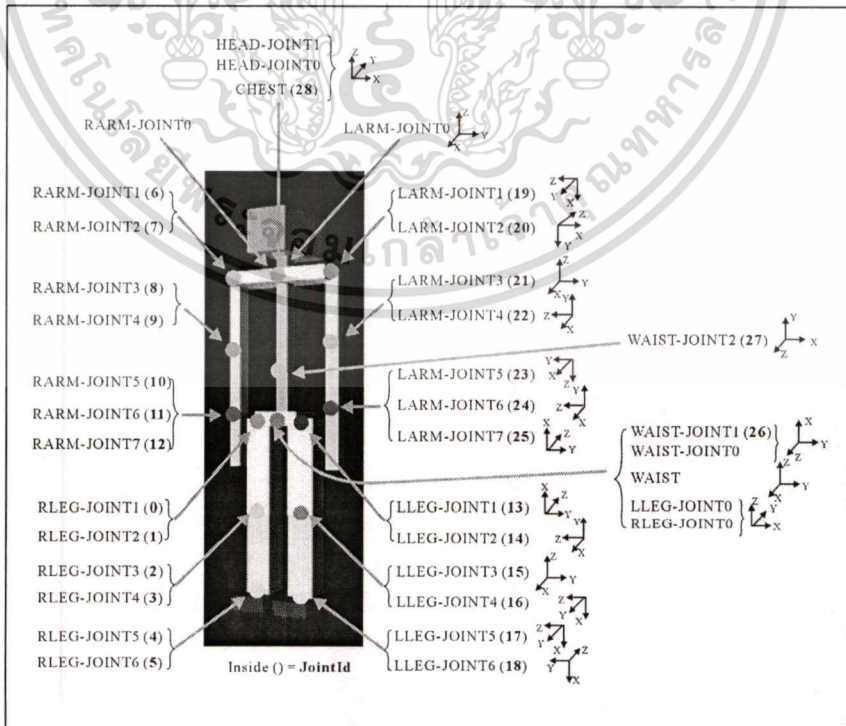 HEAD-JOINT1
HEAD-JOINT0
CHEST (28)
Z Y X
RARM-JOINT0
LARM-JOINT0
Z Y X
RARM-JOINT1 (6)
RARM-JOINT2 (7)
LARM-JOINT1 (19)
Z Y X
LARM-JOINT2 (20)
Z X Y
RARM-JOINT3 (8)
RARM-JOINT4 (9)
LARM-JOINT3 (21)
Z Y X
LARM-JOINT4 (22)
Y Z X
WAIST-JOINT2 (27)
Y Z X
RARM-JOINT5 (10)
RARM-JOINT6 (11)
RARM-JOINT7 (12)
LARM-JOINT5 (23)
Z Y X
LARM-JOINT6 (24)
Y Z X
LARM-JOINT7 (25)
X Z Y
WAIST-JOINT1 (26)
WAIST-JOINT0
X Y Z
WAIST
Z Y X
LLEG-JOINT0
RLEG-JOINT0
Z Y X
RLEG-JOINT1 (0)
RLEG-JOINT2 (1)
LLEG-JOINT1 (13)
X Z Y
LLEG-JOINT2 (14)
Y Z X
RLEG-JOINT3 (2)
RLEG-JOINT4 (3)
LLEG-JOINT3 (15)
Z Y X
LLEG-JOINT4 (16)
Z Y X
RLEG-JOINT5 (4)
RLEG-JOINT6 (5)
LLEG-JOINT5 (17)
Z Y X
LLEG-JOINT6 (18)
Z Y X
Inside () = JointId